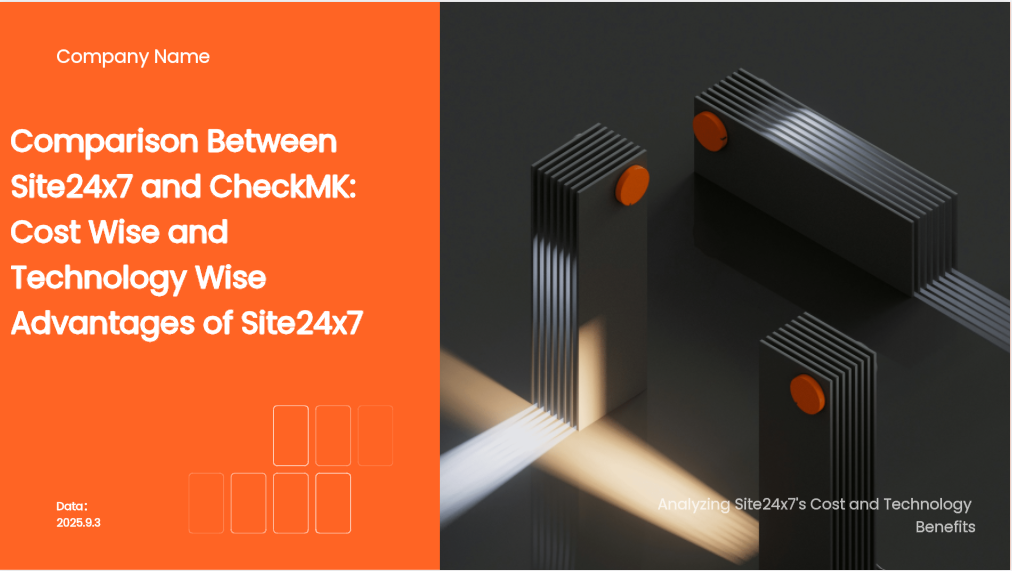 Company Name
Comparison Between
Site24x7 and CheckMK:
Cost Wise and
Technology Wise
Advantages of Site24x7
Data:
2025.9.3
Analyzing Site24x7's Cost and Technology
Benefits